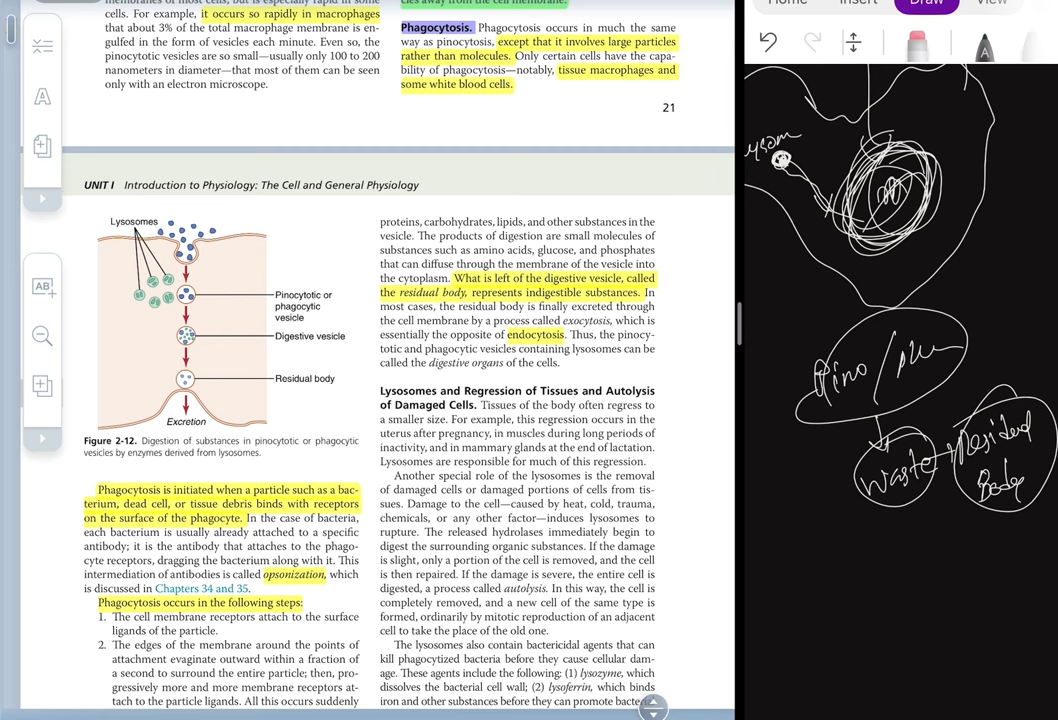 cells. For example, it occurs so rapidly in macrophages
that about 3% of the total macrophage membrane is en-
gulfed in the form of vesicles each minute. Even so, the
pinocytotic vesicles are so small—usually only 100 to 200
nanometers in diameter—that most of them can be seen
only with an electron microscope.
Phagocytosis. Phagocytosis occurs in much the same
way as pinocytosis, except that it involves large particles
rather than molecules. Only certain cells have the capa-
bility of phagocytosis—notably, tissue macrophages and
some white blood cells.
21
UNIT I Introduction to Physiology: The Cell and General Physiology
Lysosomes
Pinocytotic or
phagocytic
vesicle
Digestive vesicle
Residual body
Excretion
Figure 2-12. Digestion of substances in pinocytotic or phagocytic
vesicles by enzymes derived from lysosomes.
Phagocytosis is initiated when a particle such as a bac-
terium, dead cell, or tissue debris binds with receptors
on the surface of the phagocyte. In the case of bacteria,
each bacterium is usually already attached to a specific
antibody; it is the antibody that attaches to the phago-
cyte receptors, dragging the bacterium along with it. This
intermediation of antibodies is called opsonization, which
is discussed in Chapters 34 and 35.
Phagocytosis occurs in the following steps:
1. The cell membrane receptors attach to the surface
ligands of the particle.
2. The edges of the membrane around the points of
attachment evaginate outward within a fraction of
a second to surround the entire particle; then, pro-
gressively more and more membrane receptors at-
tach to the particle ligands. All this occurs suddenly
proteins, carbohydrates, lipids, and other substances in the
vesicle. The products of digestion are small molecules of
substances such as amino acids, glucose, and phosphates
that can diffuse through the membrane of the vesicle into
the cytoplasm. What is left of the digestive vesicle, called
the residual body, represents indigestible substances. In
most cases, the residual body is finally excreted through
the cell membrane by a process called exocytosis, which is
essentially the opposite of endocytosis. Thus, the pinocy-
totic and phagocytic vesicles containing lysosomes can be
called the digestive organs of the cells.
Lysosomes and Regression of Tissues and Autolysis
of Damaged Cells. Tissues of the body often regress to
a smaller size. For example, this regression occurs in the
uterus after pregnancy, in muscles during long periods of
inactivity, and in mammary glands at the end of lactation.
Lysosomes are responsible for much of this regression.
Another special role of the lysosomes is the removal
of damaged cells or damaged portions of cells from tis-
sues. Damage to the cell—caused by heat, cold, trauma,
chemicals, or any other factor—induces lysosomes to
rupture. The released hydrolases immediately begin to
digest the surrounding organic substances. If the damage
is slight, only a portion of the cell is removed, and the cell
is then repaired. If the damage is severe, the entire cell is
digested, a process called autolysis. In this way, the cell is
completely removed, and a new cell of the same type is
formed, ordinarily by mitotic reproduction of an adjacent
cell to take the place of the old one.
The lysosomes also contain bactericidal agents that can
kill phagocytized bacteria before they cause cellular dam-
age. These agents include the following: (1) lysozyme, which
dissolves the bacterial cell wall; (2) lysoferrin, which binds
iron and other substances before they can promote
Draw
A
A
AB
Pino /
Waste
Body